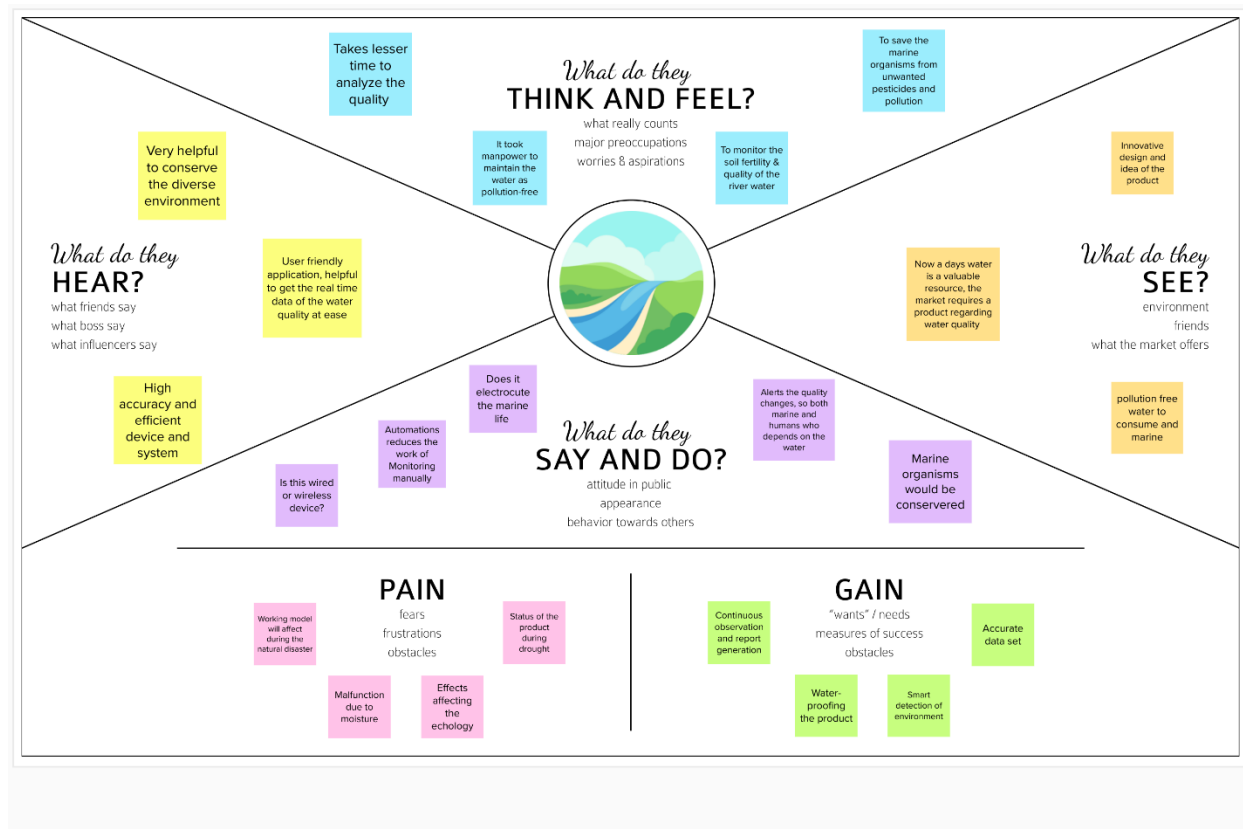 Takes lesser
time to
analyze the
quality
What do they
THINK AND FEEL?
what really counts
major preoccupations
worries & aspirations
To save the
marine
organisms from
unwanted
pesticides and
pollution
It took
manpower to
maintain the
water as
pollution-free
To monitor the
soil fertility &
quality of the
river water
Very helpful
to conserve
the diverse
environment
What do they
HEAR?
what friends say
what boss say
what influencers say
User friendly
application, helpful
to get the real time
data of the water
quality at ease
High
accuracy and
efficient
device and
system
Innovative
design and
idea of the
product
Now a days water
is a valuable
resource, the
market requires a
product regarding
water quality
What do they
SEE?
environment
friends
what the market offers
pollution free
water to
consume and
marine
Does it
electrocute
the marine
life
Automations
reduces the
work of
Monitoring
manually
Is this wired
or wireless
device?
What do they
SAY AND DO?
attitude in public
appearance
behavior towards others
Alerts the quality
changes, so both
marine and
humans who
depends on the
water
Marine
organisms
would be
conservered
PAIN
fears
frustrations
obstacles
Working model
will affect
during the
natural disaster
Status of the
product
during
drought
Malfunction
due to
moisture
Effects
affecting
the
echology
GAIN
"wants" / needs
measures of success
obstacles
Continuous
observation
and report
generation
Accurate
data set
Water-
proofing
the product
Smart
detection of
environment